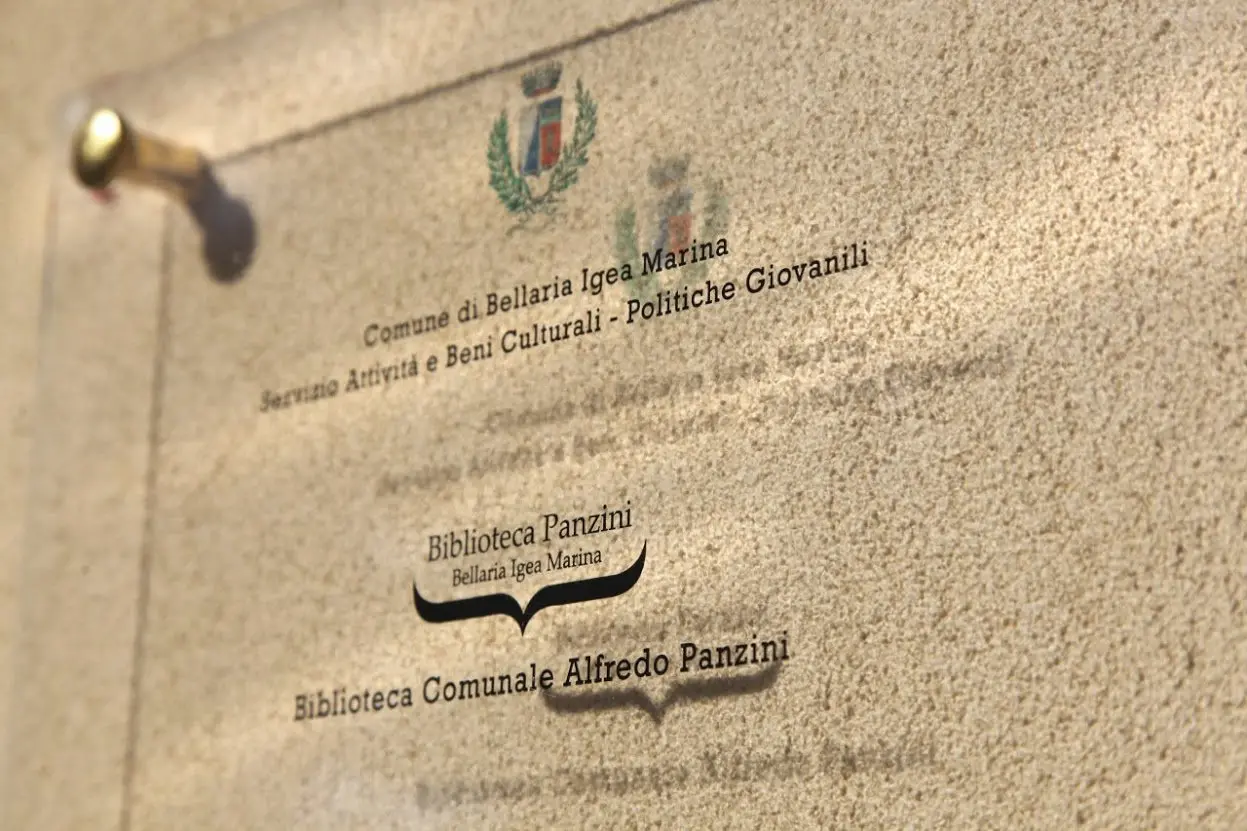 Comune di Bellaria Igea Marina
Servizio Attività e Beni Culturali - Politiche Giovanili
Biblioteca Panzini
Bellaria Igea Marina
Biblioteca Comunale Alfredo Panzini